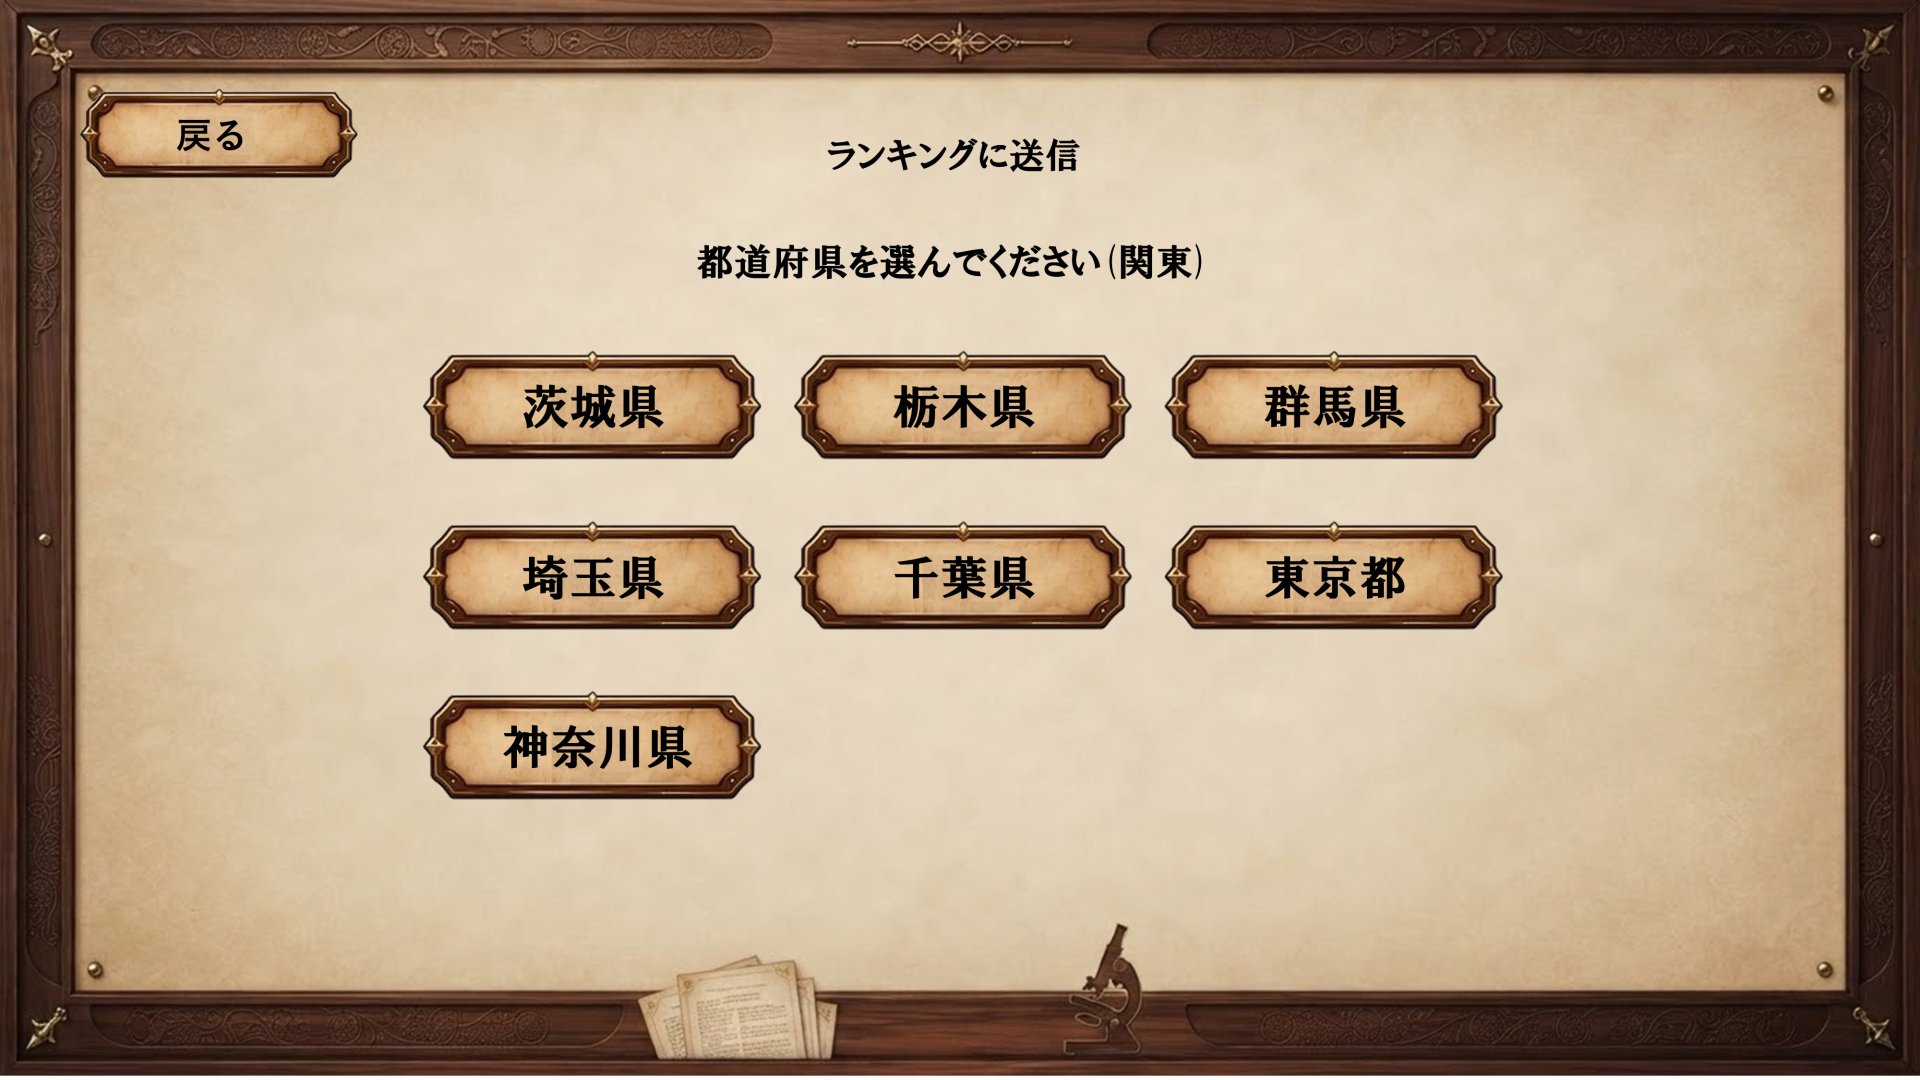 戻る
ランキングに送信
都道府県を選んでください(関東)
茨城県
栃木県
群馬県
埼玉県
千葉県
東京都
神奈川県